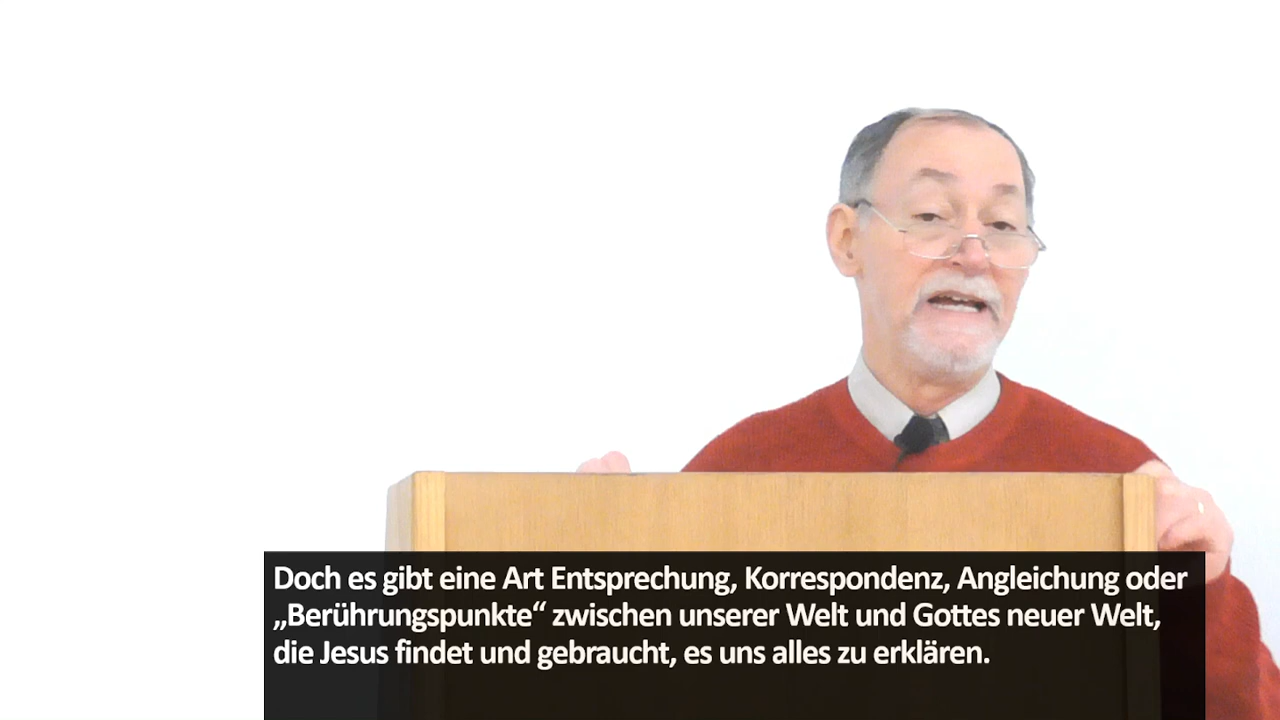 Doch es gibt eine Art Entsprechung, Korrespondenz, Angleichung oder
„Berührungspunkte“ zwischen unserer Welt und Gottes neuer Welt,
die Jesus findet und gebraucht, es uns alles zu erklären.